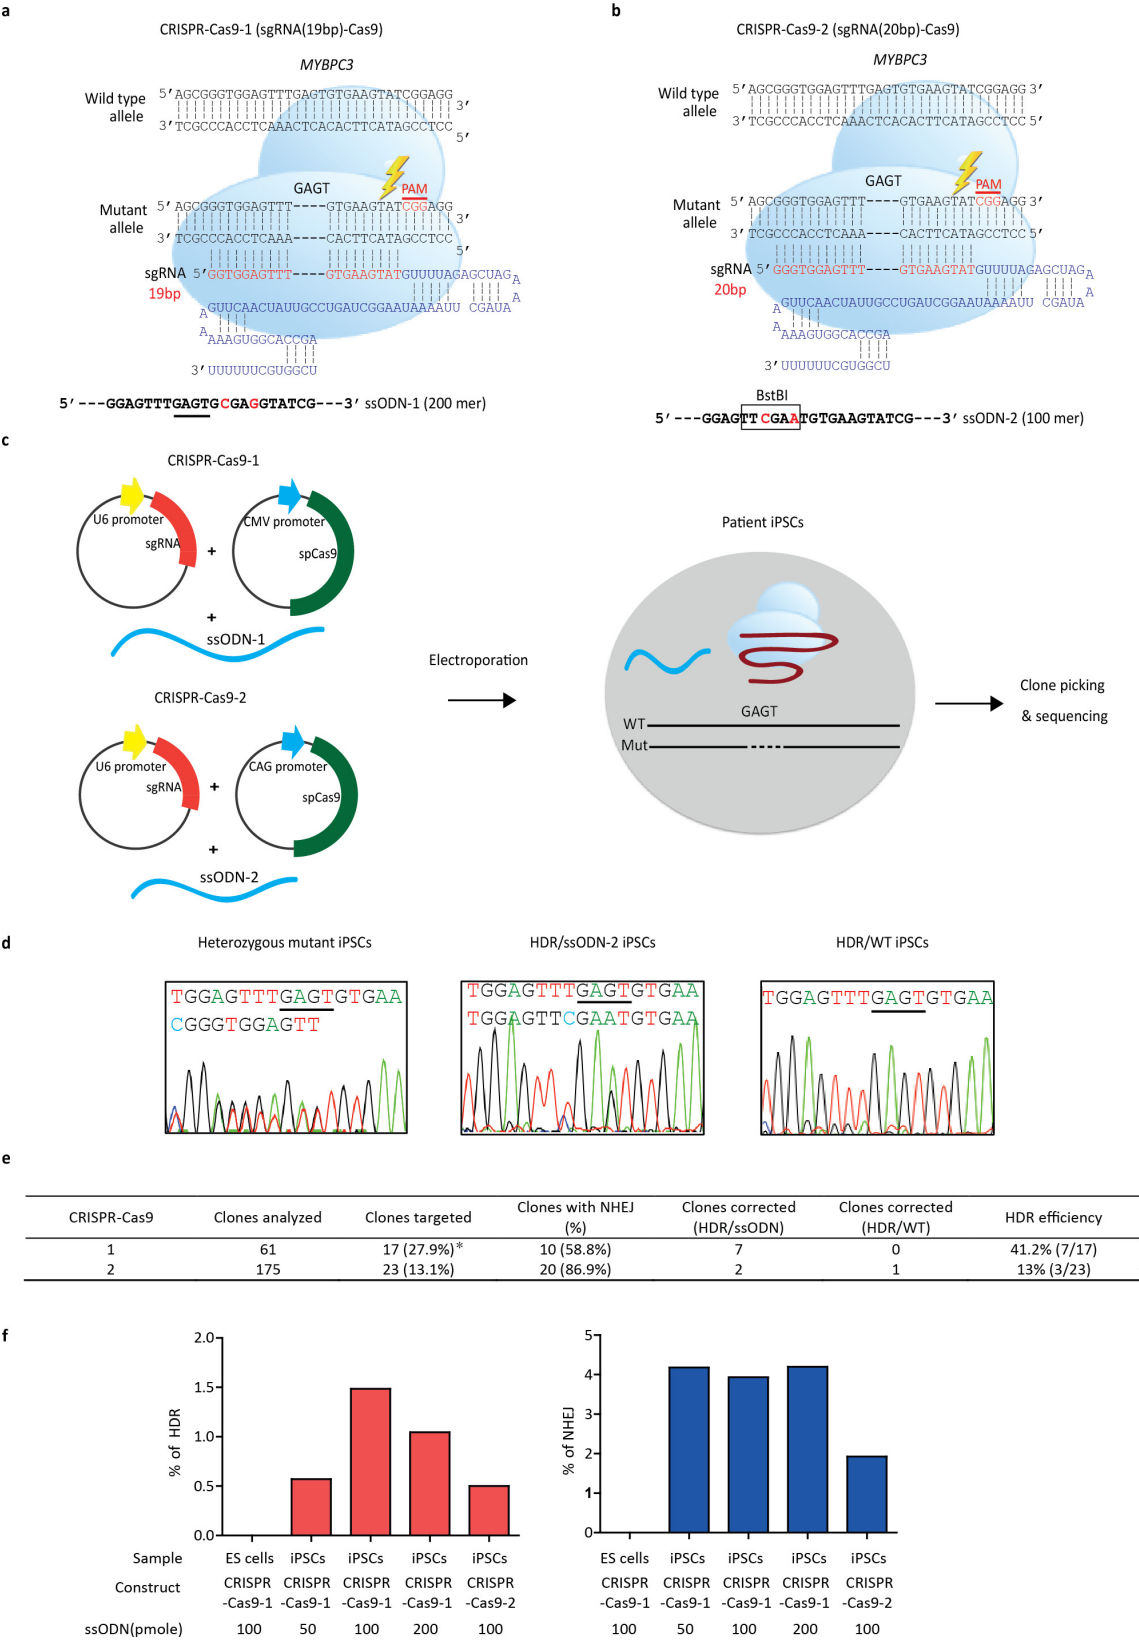 a
CRISPR-Cas9-1 (sgRNA(19bp)-Cas9)
MYBPC3
Wild type allele
5′AGCGGGTGGAGTTTGAGTGTGAAGTATCGGAGG 3′
3′TCGCCCACCTCAAACTCACACTTCATAGCCTCC 5′
GAGT
PAM
Mutant allele
5′AGCGGGTGGAGTTT----GTGAAGTATCGGAGG 3′
3′TCGCCCACCTCAAA----CACTTCATAGCCTCC 5′
sgRNA 5′GGTGGAGTTT----GTGAAGTATGUUUUAGAGCUAG
19bp
A
A
A
GUUCAACUAUUGCCUGAUCGGAAUAAAAUU CGAUA
A
A
AAAGUGGCACCGA
3′UUUUUUCGUGGCU
5′---GGAGTTTGAGTGCGAGGTATCG---3′ ssODN-1 (200 mer)
b
CRISPR-Cas9-2 (sgRNA(20bp)-Cas9)
MYBPC3
Wild type allele
5′AGCGGGTGGAGTTTGAGTGTGAAGTATCGGAGG 3′
3′TCGCCCACCTCAAACTCACACTTCATAGCCTCC 5′
GAGT
PAM
Mutant allele
5′AGCGGGTGGAGTTT----GTGAAGTATCGGAGG 3′
3′TCGCCCACCTCAAA----CACTTCATAGCCTCC 5′
sgRNA 5′GGGTGGAGTTT----GTGAAGTATGUUUUAGAGCUAG
20bp
A
A
A
GUUCAACUAUUGCCUGAUCGGAAUAAAAUU CGAUA
A
A
AAAGUGGCACCGA
3′UUUUUUCGUGGCU
BstBI
5′---GGAGTTCGAATGTGAAGTATCG---3′ ssODN-2 (100 mer)
c
CRISPR-Cas9-1
U6 promoter
sgRNA
+
CMV promoter
spCas9
+
ssODN-1
CRISPR-Cas9-2
U6 promoter
sgRNA
+
CAG promoter
spCas9
+
ssODN-2
Electroporation
Patient iPSCs
GAGT
WT
Mut
Clone picking
& sequencing
d
Heterozygous mutant iPSCs
TGGAGTTTGAGTGTGAA
CGGGTGGAGTT
HDR/ssODN-2 iPSCs
TGGAGTTTGAGTGTGAA
TGGAGTTCGAATGTGAA
HDR/WT iPSCs
TGGAGTTTGAGTGTGAA
e
CRISPR-Cas9 Clones analyzed Clones targeted Clones with NHEJ (%) Clones corrected (HDR/ssODN) Clones corrected (HDR/WT) HDR efficiency
1 61 17 (27.9%)* 10 (58.8%) 7 0 41.2% (7/17)
2 175 23 (13.1%) 20 (86.9%) 2 1 13% (3/23)
f
% of HDR
2.0
1.5
1.0
0.5
0.0
Sample ES cells iPSCs iPSCs iPSCs iPSCs
Construct CRISPR-Cas9-1 CRISPR-Cas9-1 CRISPR-Cas9-1 CRISPR-Cas9-1 CRISPR-Cas9-2
ssODN(pmole) 100 50 100 200 100
% of NHEJ
5
4
3
2
1
0
ES cells iPSCs iPSCs iPSCs iPSCs
CRISPR-Cas9-1 CRISPR-Cas9-1 CRISPR-Cas9-1 CRISPR-Cas9-1 CRISPR-Cas9-2
100 50 100 200 100